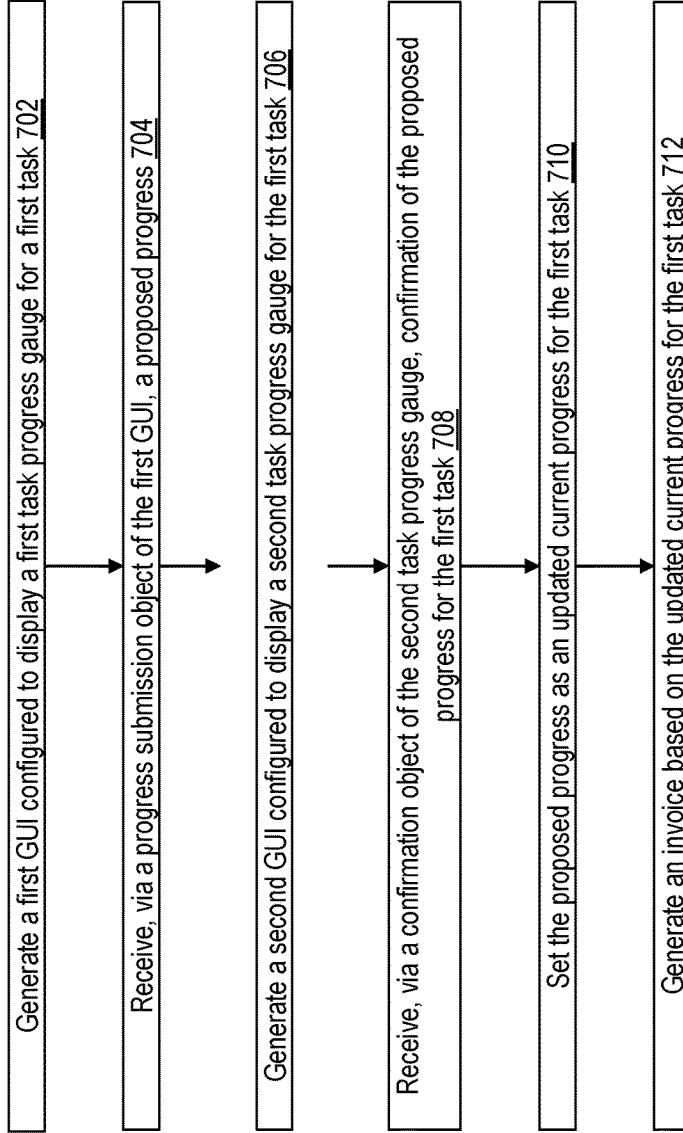 Generate a first GUI configured to display a first task progress gauge for a first task 702
Receive, via a progress submission object of the first GUI, a proposed progress 704
Generate a second GUI configured to display a second task progress gauge for the first task 706
Receive, via a confirmation object of the second task progress gauge, confirmation of the proposed
progress for the first task 708
Set the proposed progress as an updated current progress for the first task 710
Generate an invoice based on the updated current progress for the first task 712